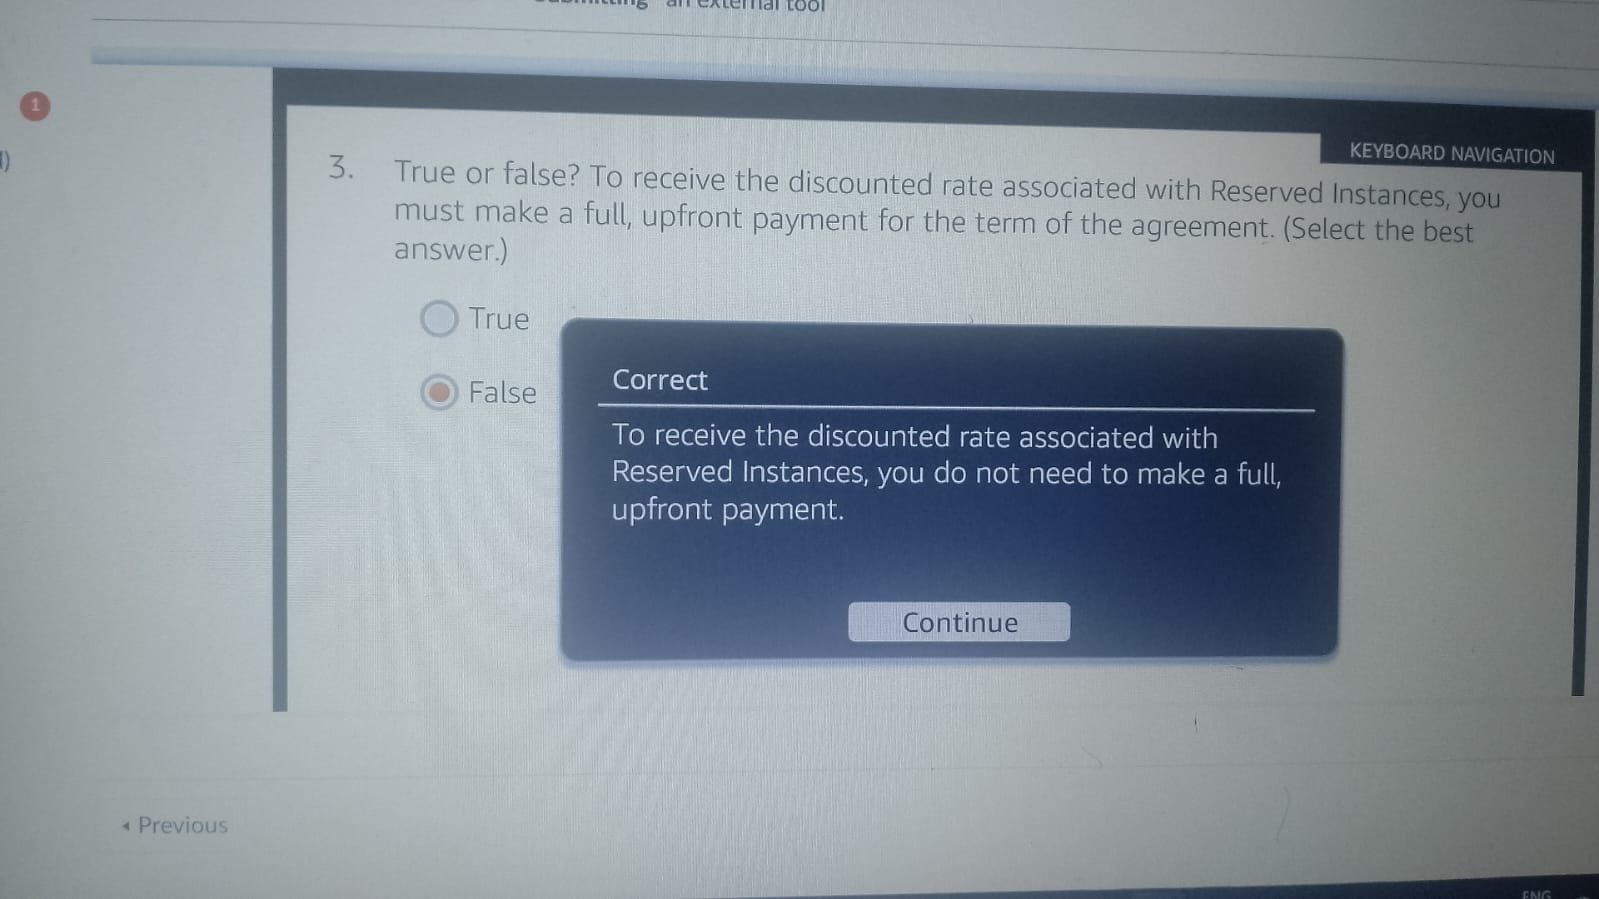 an external tool
1
KEYBOARD NAVIGATION
3. True or false? To receive the discounted rate associated with Reserved Instances, you
must make a full, upfront payment for the term of the agreement. (Select the best
answer.)
True
False
Correct
To receive the discounted rate associated with
Reserved Instances, you do not need to make a full,
upfront payment.
Continue
Previous
ENG